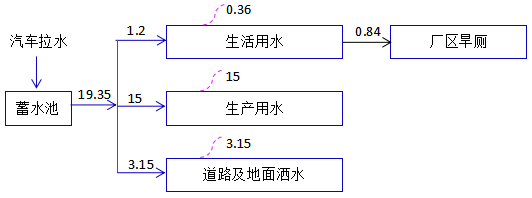 0.36
汽车拉水
1.2
生活用水
0.84
厂区旱厕
15
蓄水池
19.35
15
生产用水
3.15
3.15
道路及地面洒水